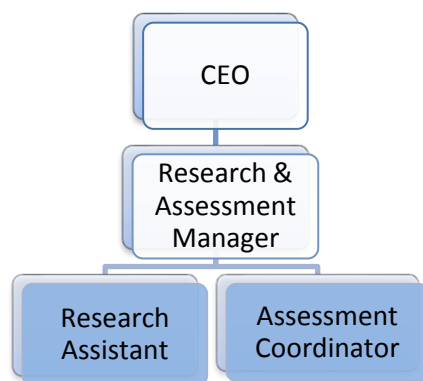 CEO
Research &
Assessment
Manager
Research
Assistant
Assessment
Coordinator